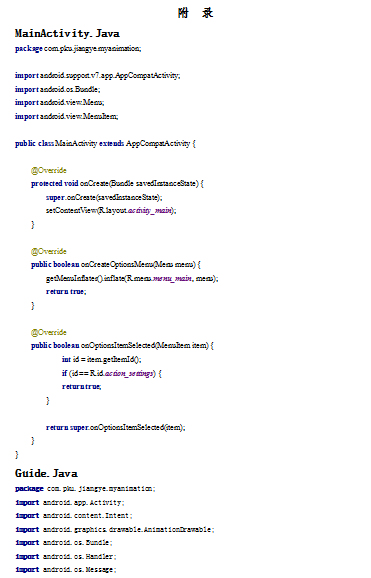 附 录
MainActivity.Java
package com.pku.jiangye.myanimation;
import android.support.v7.app.AppCompatActivity;
import android.os.Bundle;
import android.view.Menu;
import android.view.MenuItem;
public class MainActivity extends AppCompatActivity {
@Override
protected void onCreate(Bundle savedInstanceState) {
super.onCreate(savedInstanceState);
setContentView(R.layout.activity_main);
}
@Override
public boolean onCreateOptionsMenu(Menu menu) {
getMenuInflater().inflate(R.menu.menu_main, menu);
return true;
}
@Override
public boolean onOptionsItemSelected(MenuItem item) {
int id = item.getItemId();
if (id == R.id.action_settings) {
return true;
}
return super.onOptionsItemSelected(item);
}
}
Guide.Java
package com.pku.jiangye.myanimation;
import android.app.Activity;
import android.content.Intent;
import android.graphics.drawable.AnimationDrawable;
import android.os.Bundle;
import android.os.Handler;
import android.os.Message;